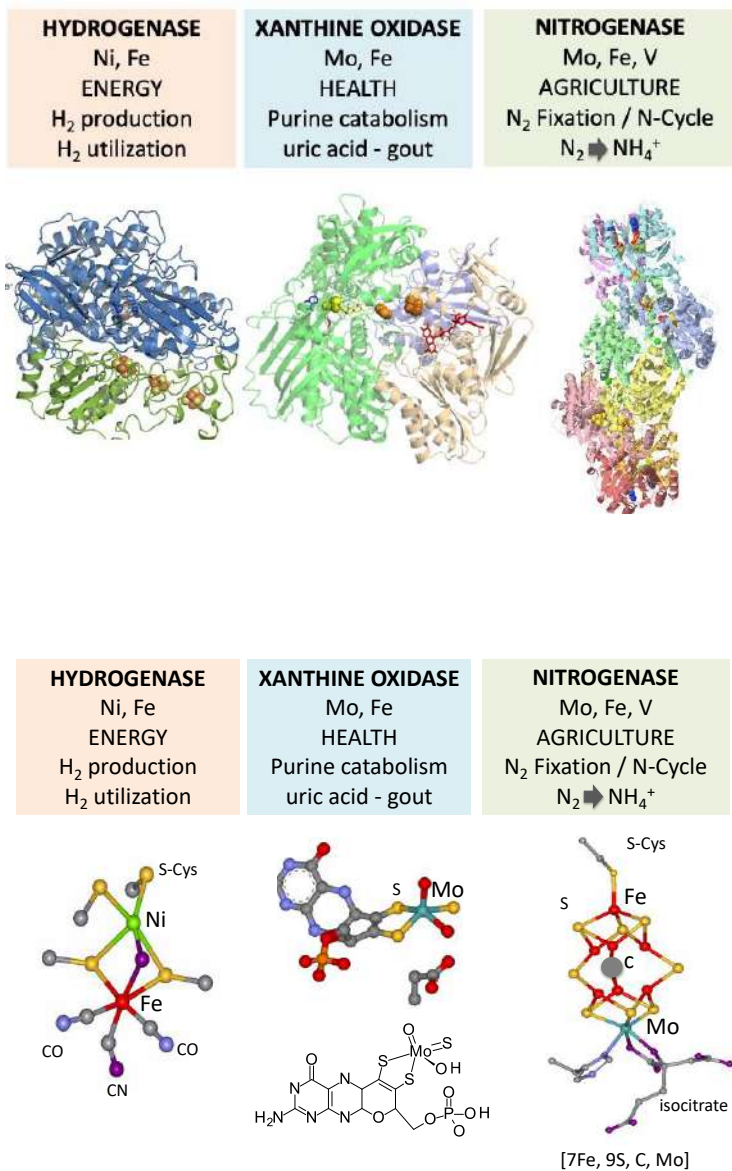 HYDROGENASE
Ni, Fe
ENERGY
H₂ production
H₂ utilization
XANTHINE OXIDASE
Mo, Fe
HEALTH
Purine catabolism
uric acid - gout
NITROGENASE
Mo, Fe, V
AGRICULTURE
N₂ Fixation / N-Cycle
N₂ ➡ NH₄⁺
HYDROGENASE
Ni, Fe
ENERGY
H₂ production
H₂ utilization
XANTHINE OXIDASE
Mo, Fe
HEALTH
Purine catabolism
uric acid - gout
NITROGENASE
Mo, Fe, V
AGRICULTURE
N₂ Fixation / N-Cycle
N₂ ➡ NH₄⁺
S-Cys
Ni
Fe
CO
CO
CN
S
Mo
O
Mo
S
S
OH
S
O
HN
N
N
H₂N
N
N
O
O
O
P
OH
O
S-Cys
Fe
S
C
Mo
isocitrate
[7Fe, 9S, C, Mo]